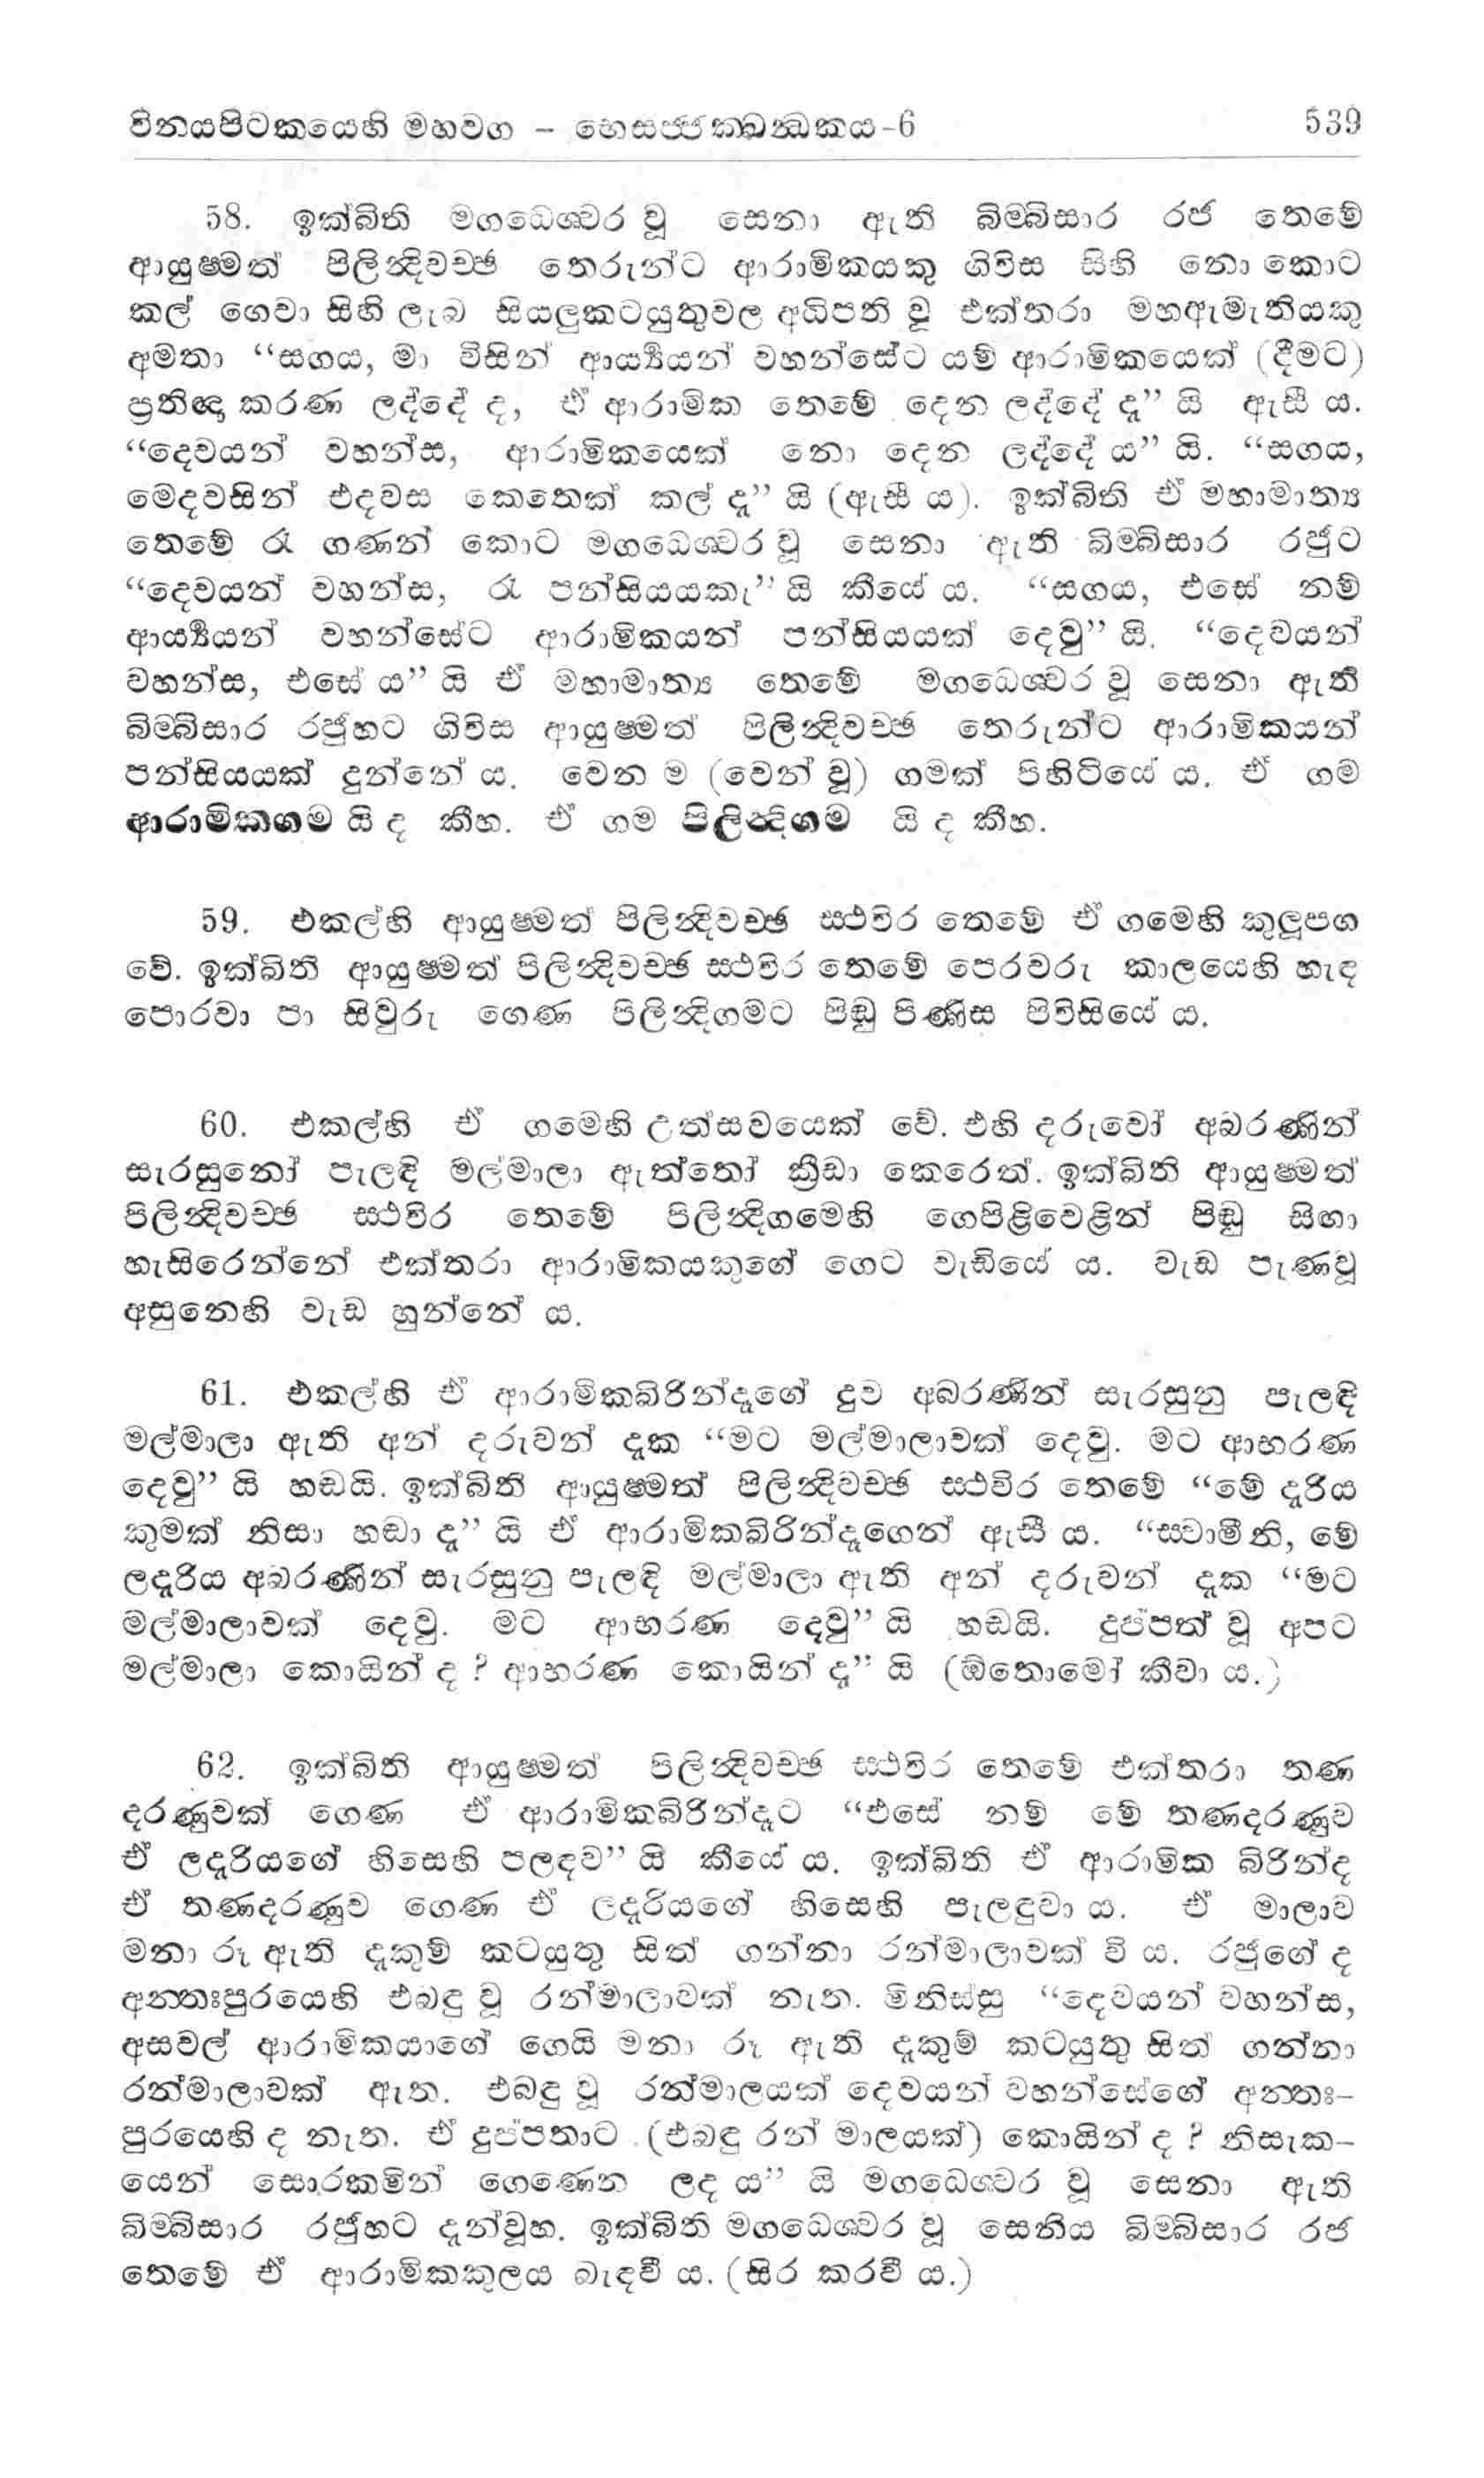 විනයපිටකයෙහි මහවග – භෙසජ්ජක්ඛන්ධකය-6 539
58. ඉක්බිති මගධෙශ්වර වූ සෙනා ඇති බිම්බිසාර රජ තෙමේ
ආයුෂ්මත් පිලින්දිවච්ඡ තෙරුන්ට ආරාමිකයකු ගිවිස සිහි නො කොට
කල් ගෙවා සිහි ලැබ සියලුකටයුතුවල අධිපති වූ එක්තරා මහඇමැතියකු
අමතා “සගය, මා විසින් ආර්‍ය්‍යයන් වහන්සේට යම් ආරාමිකයෙක් (දීමට)
ප්‍රතිඥා කරණ ලද්දේ ද, ඒ ආරාමික තෙමේ දෙන ලද්දේ දැ” යි ඇසී ය.
“දෙවයන් වහන්ස, ආරාමිකයෙක් නො දෙන ලද්දේ ය” යි. “සගය,
මෙදවසින් එදවස කෙතෙක් කල් දැ” යි (ඇසී ය). ඉක්බිති ඒ මහාමාත්‍ය
තෙමේ රෑ ගණන් කොට මගධෙශ්වර වූ සෙනා ඇති බිම්බිසාර රජුට
“දෙවයන් වහන්ස, රෑ පන්සියයකැ” යි කීයේ ය. “සගය, එසේ නම්
ආර්‍ය්‍යයන් වහන්සේට ආරාමිකයන් පන්සියයක් දෙවු” යි. “දෙවයන්
වහන්ස, එසේ ය” යි ඒ මහාමාත්‍ය තෙමේ මගධෙශ්වර වූ සෙනා ඇති
බිම්බිසාර රජුහට ගිවිස ආයුෂ්මත් පිලින්දිවච්ඡ තෙරුන්ට ආරාමිකයන්
පන්සියයක් දුන්නේ ය. වෙන ම (වෙන් වූ) ගමක් පිහිටියේ ය. ඒ ගම
ආරාමිකගම යි ද කීහ. ඒ ගම පිලින්දිගම යි ද කීහ.
59. එකල්හි ආයුෂ්මත් පිලින්දිවච්ඡ ස්ථවිර තෙමේ ඒ ගමෙහි කුලූපග
වේ. ඉක්බිති ආයුෂ්මත් පිලින්දිවච්ඡ ස්ථවිර තෙමේ පෙරවරු කාලයෙහි හැඳ
පොරවා පා සිවුරු ගෙණ පිලින්දිගමට පිඬු පිණිස පිවිසියේ ය.
60. එකල්හි ඒ ගමෙහි උත්සවයෙක් වේ. එහි දරුවෝ අබරණින්
සැරසුනෝ පැලඳි මල්මාලා ඇත්තෝ ක්‍රීඩා කෙරෙත්. ඉක්බිති ආයුෂ්මත්
පිලින්දිවච්ඡ ස්ථවිර තෙමේ පිලින්දිගමෙහි ගෙපිළිවෙළින් පිඬු සිඟා
හැසිරෙන්නේ එක්තරා ආරාමිකයකුගේ ගෙට වැඩියේ ය. වැඩ පැණවූ
අසුනෙහි වැඩ හුන්නේ ය.
61. එකල්හි ඒ ආරාමිකබිරින්දෑගේ දුව අබරණින් සැරසුනු පැලඳි
මල්මාලා ඇති අන් දරුවන් දැක “මට මල්මාලාවක් දෙවු. මට ආභරණ
දෙවු” යි හඬයි. ඉක්බිති ආයුෂ්මත් පිලින්දිවච්ඡ ස්ථවිර තෙමේ “මේ දැරිය
කුමක් නිසා හඬා දැ” යි ඒ ආරාමිකබිරින්දෑගෙන් ඇසී ය. “ස්වාමීනි, මේ
ලදැරිය අබරණින් සැරසුනු පැලඳි මල්මාලා ඇති අන් දරුවන් දැක “මට
මල්මාලාවක් දෙවු. මට ආභරණ දෙවු” යි හඬයි. දුප්පත් වූ අපට
මල්මාලා කොයින් ද ? ආභරණ කොයින් දැ” යි (ඕතොමෝ කීවා ය.)
62. ඉක්බිති ආයුෂ්මත් පිලින්දිවච්ඡ ස්ථවිර තෙමේ එක්තරා තණ
දරණුවක් ගෙණ ඒ ආරාමිකබිරින්දෑට “එසේ නම් මේ තණදරණුව
ඒ ලදැරියගේ හිසෙහි පලඳව” යි කීයේ ය. ඉක්බිති ඒ ආරාමික බිරින්ද
ඒ තණදරණුව ගෙණ ඒ ලදැරියගේ හිසෙහි පැලඳුවා ය. ඒ මාලාව
මනා රූ ඇති දැකුම් කටයුතු සිත් ගන්නා රන්මාලාවක් වි ය. රජුගේ ද
අන්තඃපුරයෙහි එබඳු වූ රන්මාලාවක් නැත. මිනිස්සු “දෙවයන් වහන්ස,
අසවල් ආරාමිකයාගේ ගෙයි මනා රූ ඇති දැකුම් කටයුතු සිත් ගන්නා
රන්මාලාවක් ඇත. එබඳු වූ රන්මාලයක් දෙවයන් වහන්සේගේ අන්තඃ-
පුරයෙහි ද නැත. ඒ දුප්පතාට (එබඳු රන් මාලයක්) කොයින් ද ? නිසැක-
යෙන් සොරකමින් ගෙණෙන ලද ය” යි මගධෙශ්වර වූ සෙනා ඇති
බිම්බිසාර රජුහට දැන්වූහ. ඉක්බිති මගධෙශ්වර වූ සෙනිය බිම්බිසාර රජ
තෙමේ ඒ ආරාමිකකුලය බැඳවී ය. (සිර කරවී ය.)